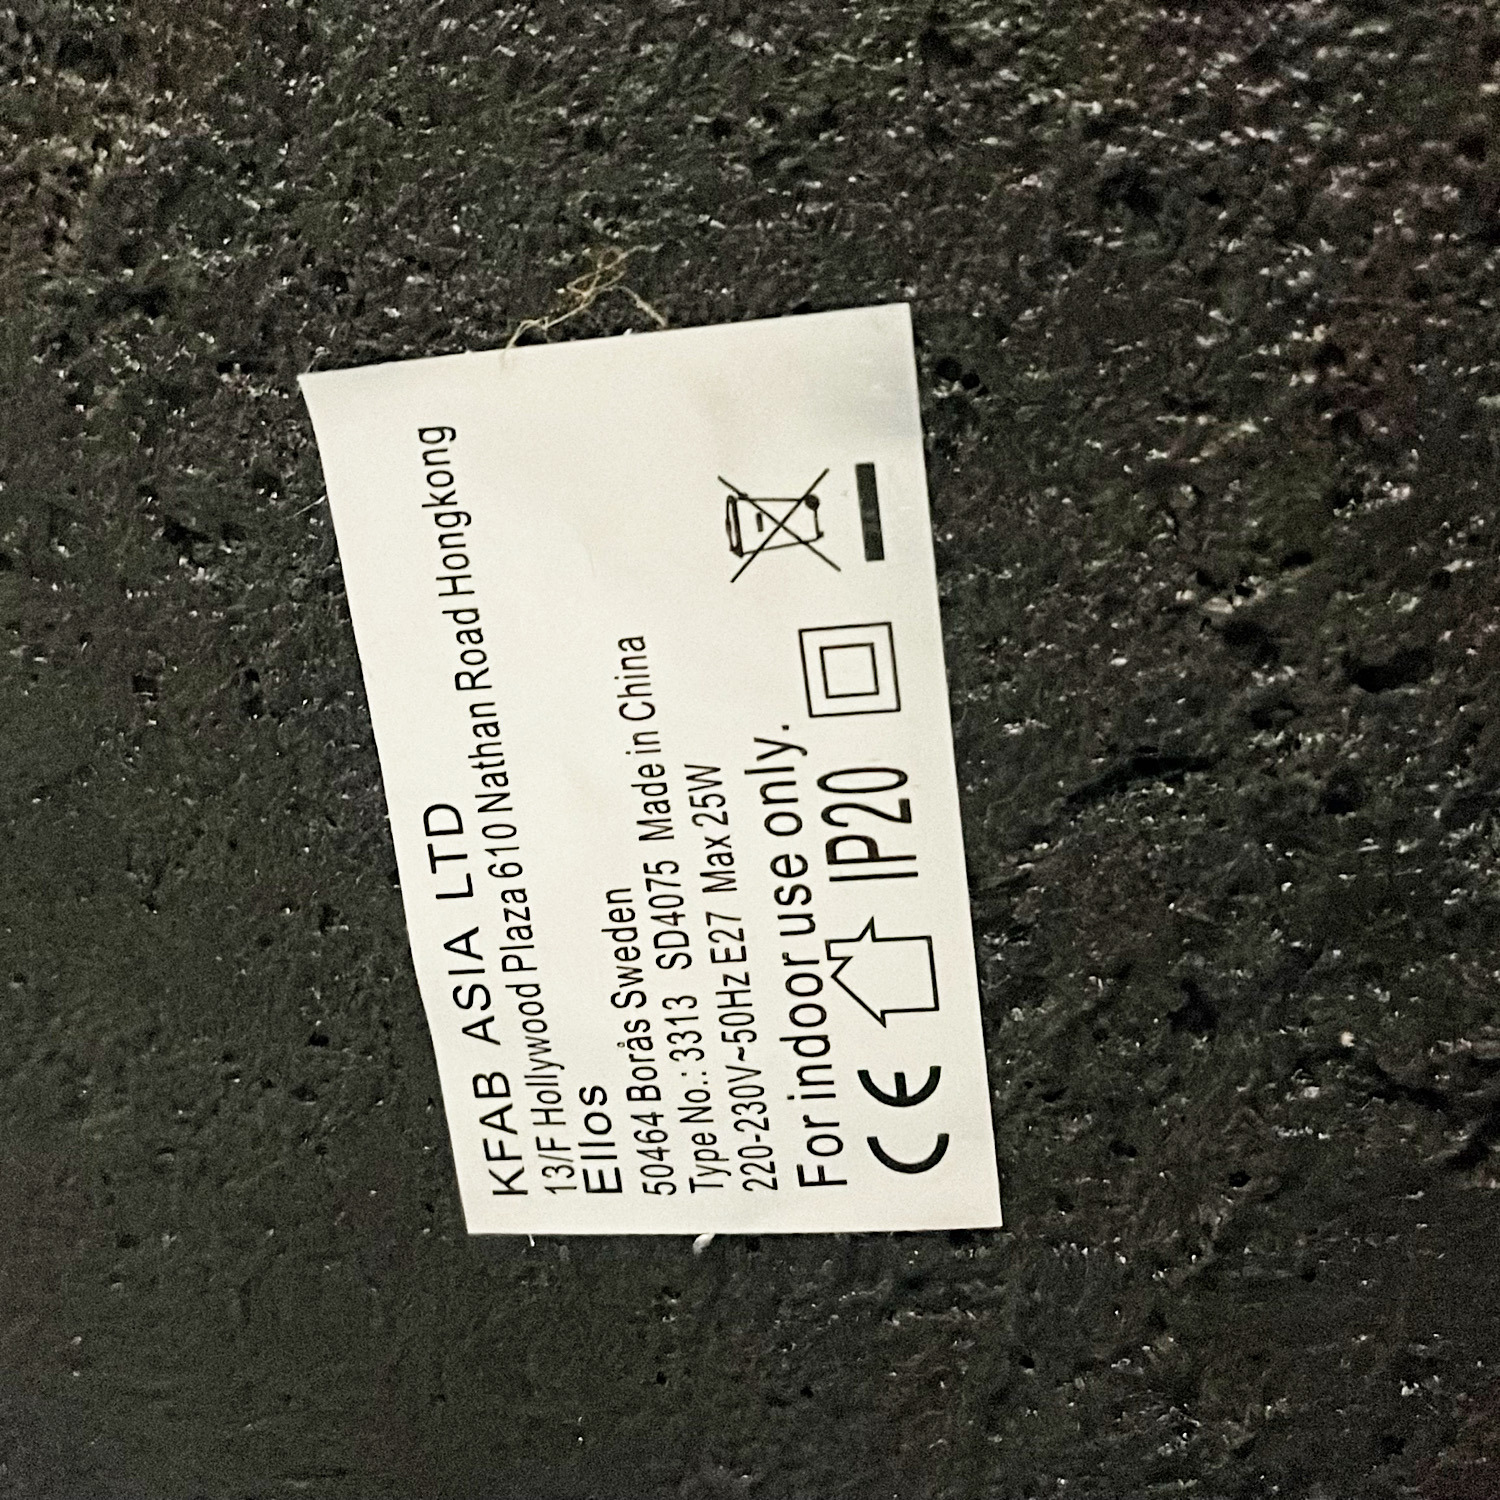 KFAB ASIA LTD
13/F Hollywood Plaza 610 Nathan Road Hongkong
Ellos
50464 Borås Sweden
Type No.: 3313 SD4075 Made in China
220-230V~50Hz E27 Max 25W
For indoor use only.
CE IP20